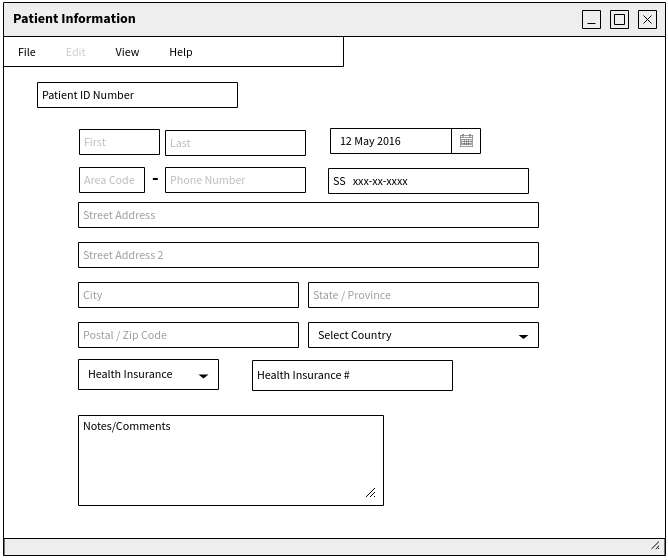 Patient Information
File Edit View Help
Patient ID Number
First Last 12 May 2016
Area Code - Phone Number SS xxx-xx-xxxx
Street Address
Street Address 2
City State / Province
Postal / Zip Code Select Country
Health Insurance Health Insurance #
Notes/Comments